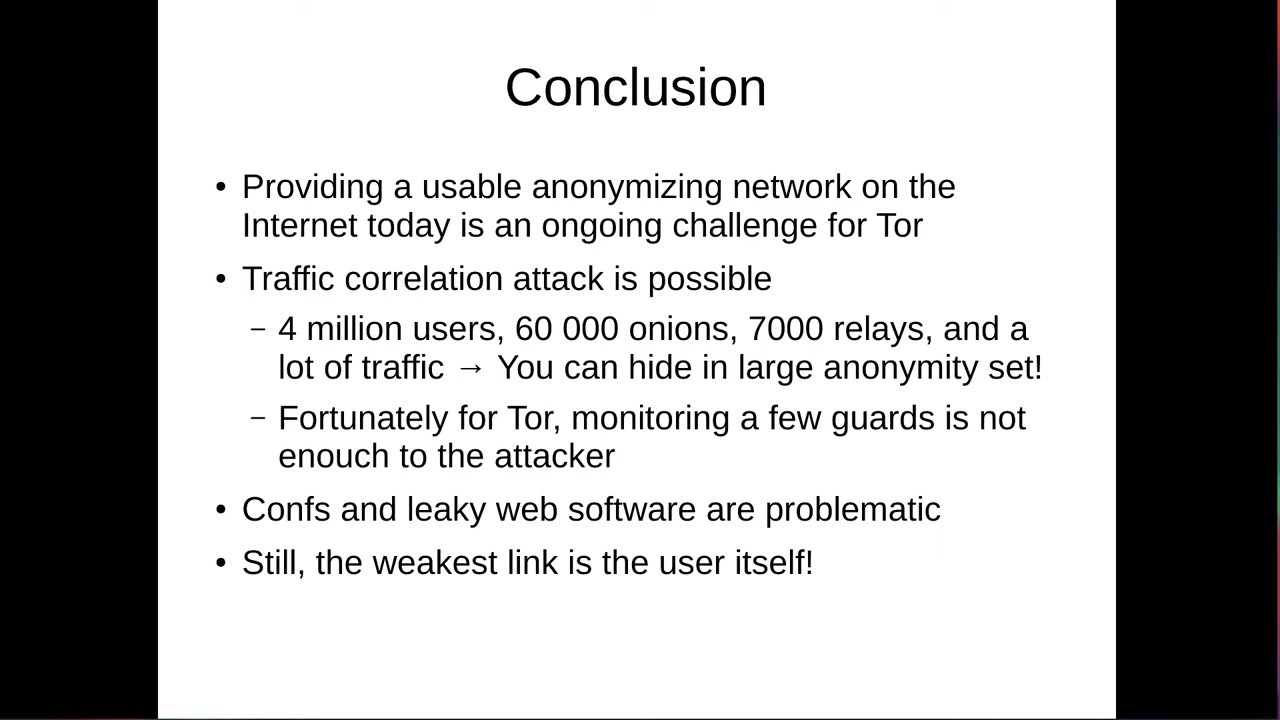 Conclusion
• Providing a usable anonymizing network on the
Internet today is an ongoing challenge for Tor
• Traffic correlation attack is possible
– 4 million users, 60 000 onions, 7000 relays, and a
lot of traffic → You can hide in large anonymity set!
– Fortunately for Tor, monitoring a few guards is not
enouch to the attacker
• Confs and leaky web software are problematic
• Still, the weakest link is the user itself!